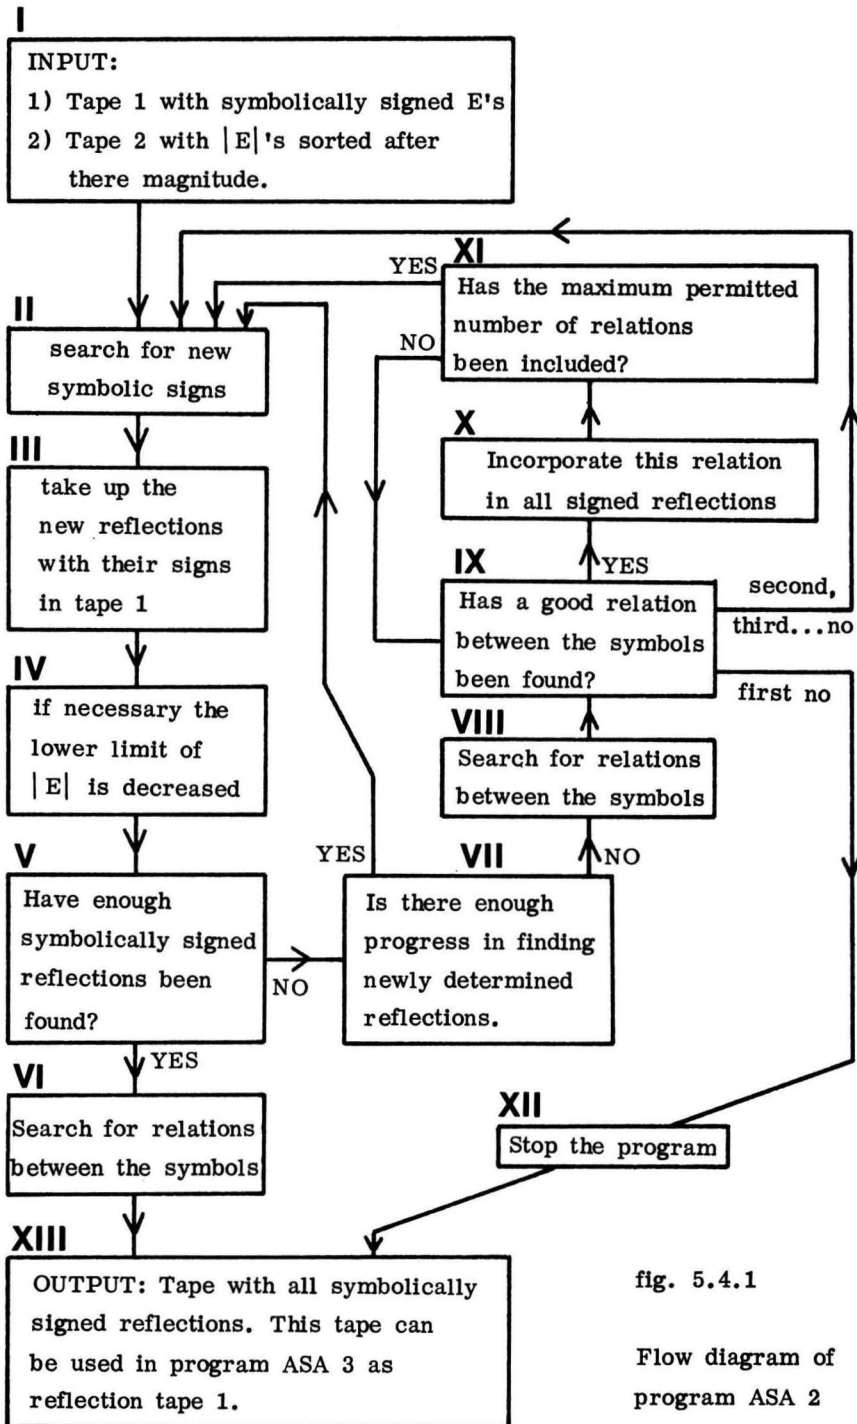 I
INPUT:
1) Tape 1 with symbolically signed E's
2) Tape 2 with |E|'s sorted after
there magnitude.
II
search for new
symbolic signs
III
take up the
new reflections
with their signs
in tape 1
IV
if necessary the
lower limit of
|E| is decreased
V
Have enough
symbolically signed
reflections been
found?
NO
YES
VI
Search for relations
between the symbols
VII
YES
NO
Is there enough
progress in finding
newly determined
reflections.
VIII
Search for relations
between the symbols
IX
YES
Has a good relation
between the symbols
been found?
second,
third...no
first no
X
Incorporate this relation
in all signed reflections
XI
YES
NO
Has the maximum permitted
number of relations
been included?
XII
Stop the program
XIII
OUTPUT: Tape with all symbolically
signed reflections. This tape can
be used in program ASA 3 as
reflection tape 1.
fig. 5.4.1
Flow diagram of
program ASA 2